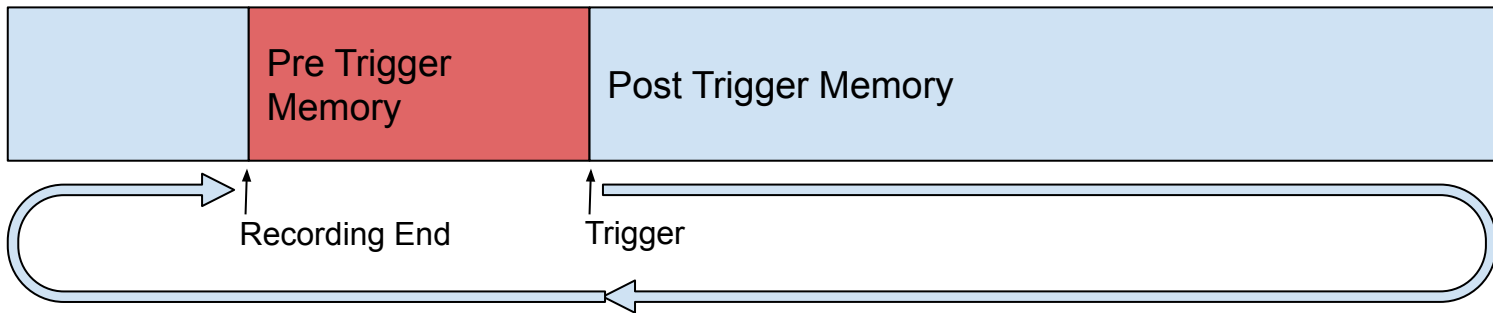 Pre Trigger
Memory
Post Trigger Memory
Recording End
Trigger